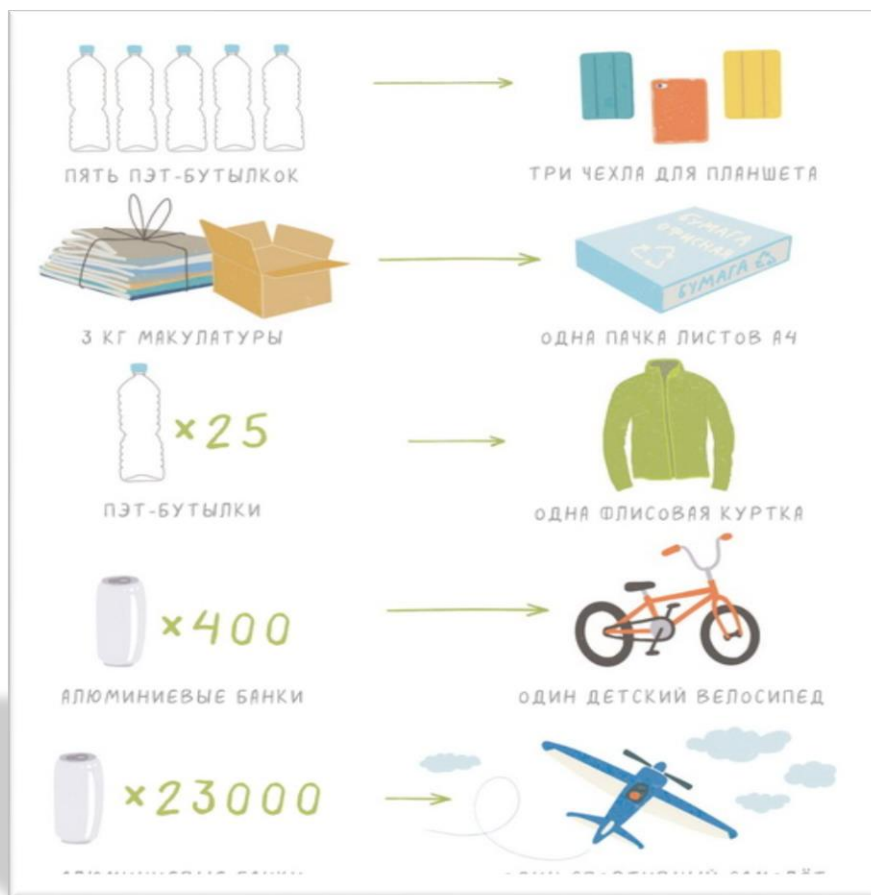 ПЯТЬ ПЭТ-БУТЫЛКОК
ТРИ ЧЕХЛА ДЛЯ ПЛАНШЕТА
БУМАГА
ОФИСНАЯ
БУМАГА
3 КГ МАКУЛАТУРЫ
ОДНА ПАЧКА ЛИСТОВ А4
×25
ПЭТ-БУТЫЛКИ
ОДНА ФЛИСОВАЯ КУРТКА
×400
АЛЮМИНИЕВЫЕ БАНКИ
ОДИН ДЕТСКИЙ ВЕЛОСИПЕД
×23000